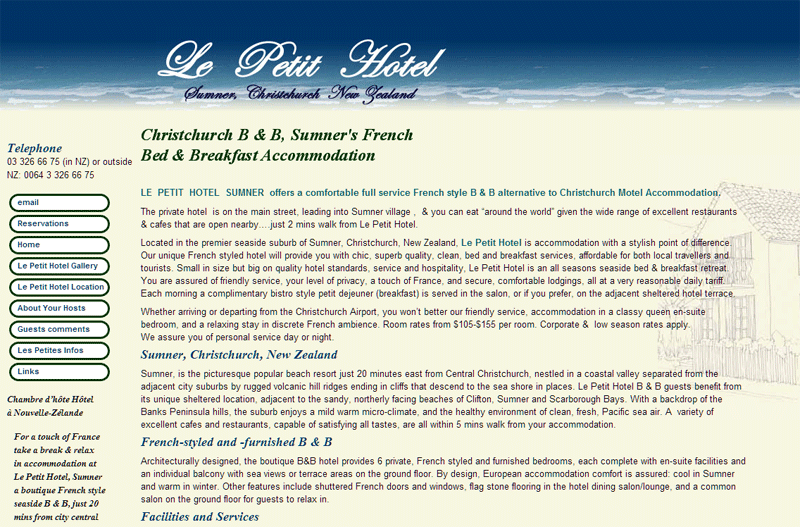 Le Petit Hotel
Sumner, Christchurch New Zealand
Telephone
03 326 66 75 (in NZ) or outside
NZ: 0064 3 326 66 75
email
Reservations
Home
Le Petit Hotel Gallery
Le Petit Hotel Location
About Your Hosts
Guests comments
Les Petites Infos
Links
Chambre d'hôte Hôtel
à Nouvelle-Zélande
For a touch of France
take a break & relax
in accommodation at
Le Petit Hotel, Sumner
a boutique French style
seaside B & B, just 20
mins from city central
Christchurch B & B, Sumner's French
Bed & Breakfast Accommodation
LE PETIT HOTEL SUMNER offers a comfortable full service French style B & B alternative to Christchurch Motel Accommodation.
The private hotel is on the main street, leading into Sumner village , & you can eat “around the world” given the wide range of excellent restaurants
& cafes that are open nearby….just 2 mins walk from Le Petit Hotel.
Located in the premier seaside suburb of Sumner, Christchurch, New Zealand, Le Petit Hotel is accommodation with a stylish point of difference.
Our unique French styled hotel will provide you with chic, superb quality, clean, bed and breakfast services, affordable for both local travellers and
tourists. Small in size but big on quality hotel standards, service and hospitality, Le Petit Hotel is an all seasons seaside bed & breakfast retreat.
You are assured of friendly service, your level of privacy, a touch of France, and secure, comfortable lodgings, all at a very reasonable daily tariff.
Each morning a complimentary bistro style petit dejeuner (breakfast) is served in the salon, or if you prefer, on the adjacent sheltered hotel terrace.
Whether arriving or departing from the Christchurch Airport, you won't better our friendly service, accommodation in a classy queen en-suite
bedroom, and a relaxing stay in discrete French ambience. Room rates from $105-$155 per room. Corporate & low season rates apply.
We assure you of personal service day or night.
Sumner, Christchurch, New Zealand
Sumner, is the picturesque popular beach resort just 20 minutes east from Central Christchurch, nestled in a coastal valley separated from the
adjacent city suburbs by rugged volcanic hill ridges ending in cliffs that descend to the sea shore in places. Le Petit Hotel B & B guests benefit from
its unique sheltered location, adjacent to the sandy, northerly facing beaches of Clifton, Sumner and Scarborough Bays. With a backdrop of the
Banks Peninsula hills, the suburb enjoys a mild warm micro-climate, and the healthy environment of clean, fresh, Pacific sea air. A variety of
excellent cafes and restaurants, capable of satisfying all tastes, are all within 5 mins walk from your accommodation.
French-styled and -furnished B & B
Architecturally designed, the boutique B&B hotel provides 6 private, French styled and furnished bedrooms, each complete with en-suite facilities and
an individual balcony with sea views or terrace areas on the ground floor. By design, European accommodation comfort is assured: cool in Summer
and warm in winter. Other features include shuttered French doors and windows, flag stone flooring in the hotel dining salon/lounge, and a common
salon on the ground floor for guests to relax in.
Facilities and Services